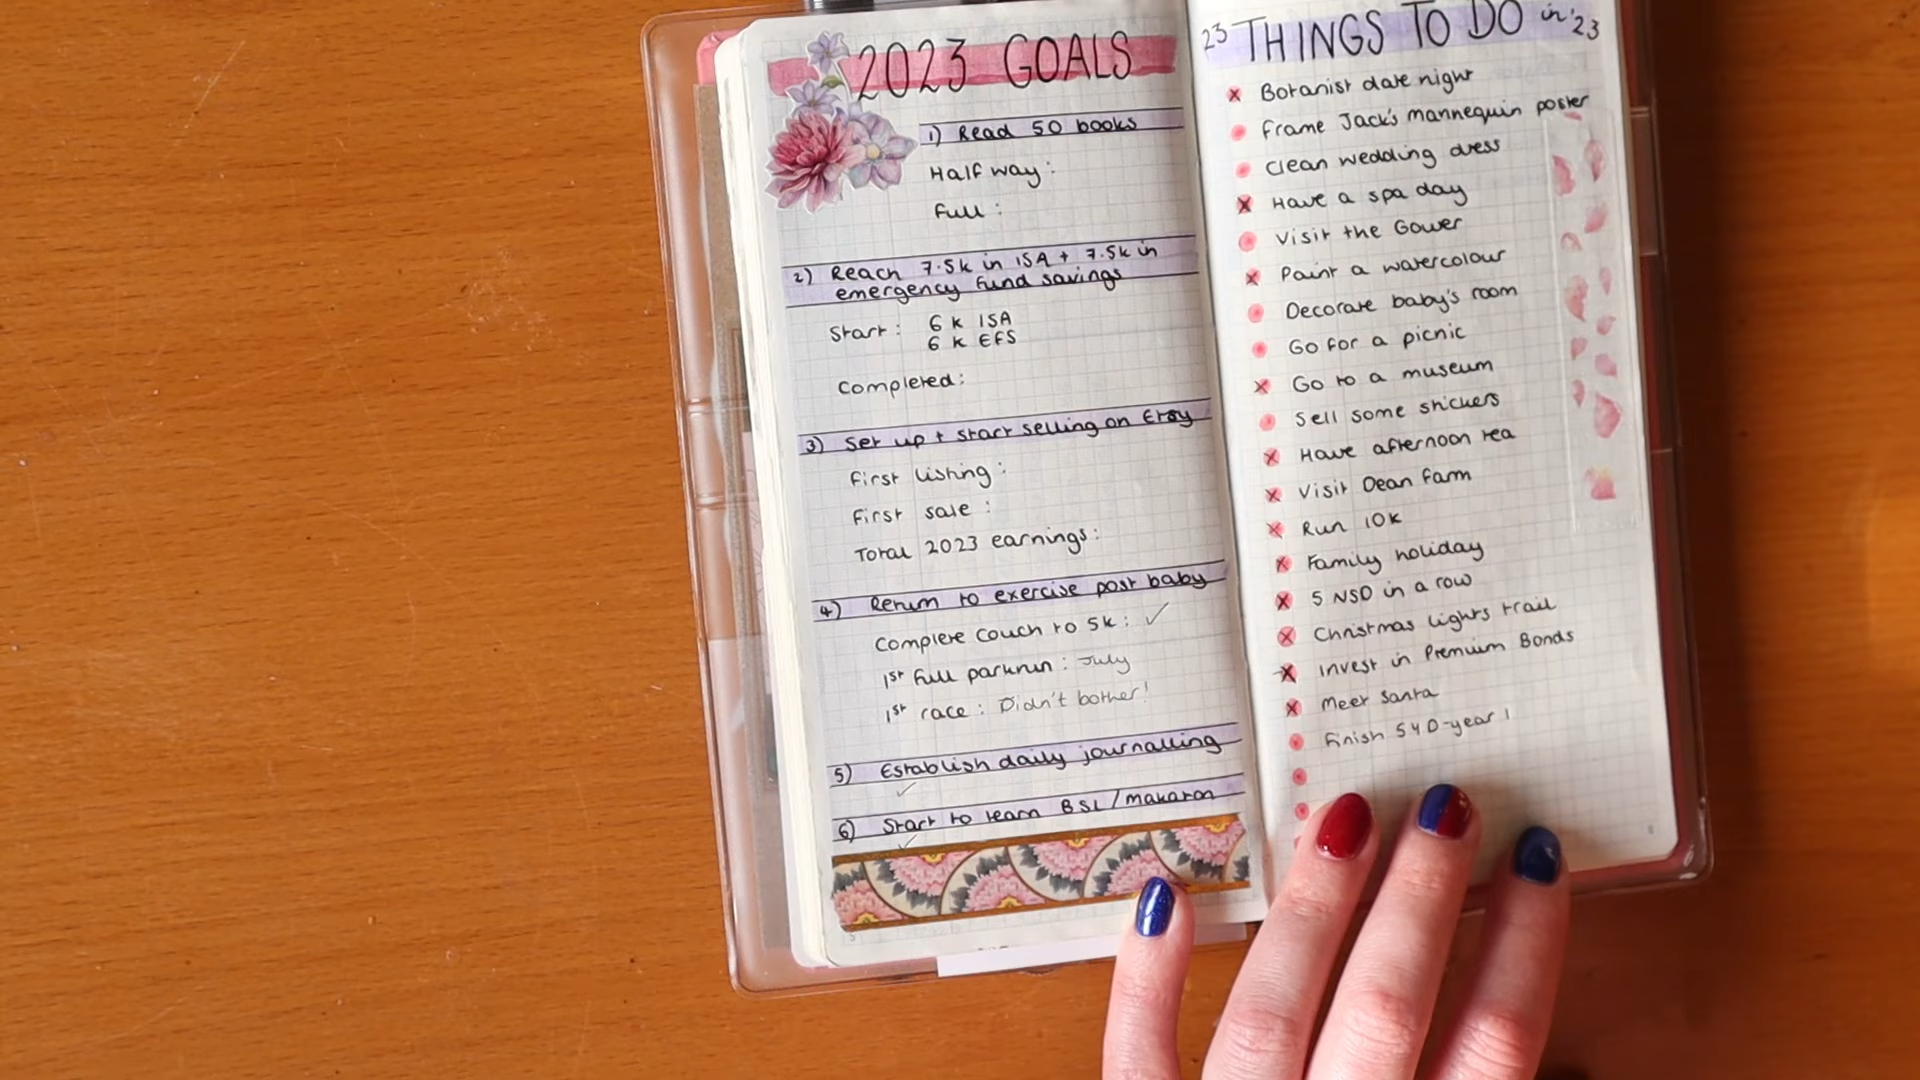 2023 GOALS
1) Read 50 books
Half way:
Full:
2) Reach 7.5k in ISA + 7.5k in
emergency fund savings
Start: 6k ISA
6k EFS
Completed:
3) Set up + start selling on Etsy
First listing:
First sale:
Total 2023 earnings:
4) Return to exercise post baby
Complete Couch to 5k: ✓
1st full parkrun: July
1st race: Didn't bother!
5) Establish daily journalling
✓
6) Start to learn BSL/makaton
✓
5
23 THINGS TO DO in '23
x Botanist date night
Frame Jack's mannequin poster
Clean wedding dress
x Have a spa day
Visit the Gower
x Paint a watercolour
Decorate baby's room
Go for a picnic
x Go to a museum
Sell some stickers
x Have afternoon tea
x Visit Dean Farm
x Run 10k
x Family holiday
x 5 NSD in a row
x Christmas lights trail
x Invest in Premium Bonds
x Meet Santa
Finish 5YD-year 1